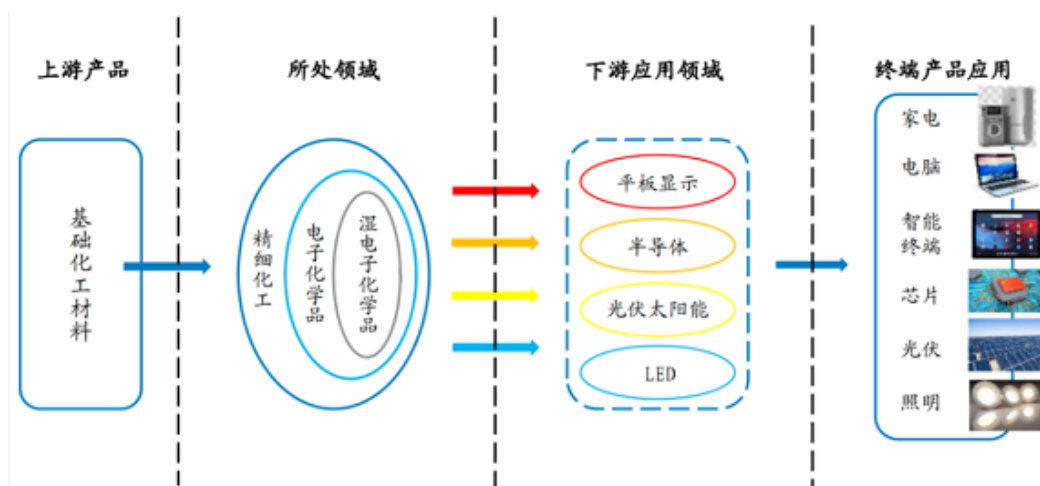 上游产品
所处领域
下游应用领域
终端产品应用
基础化工材料
精细化工
电子化学品
湿电子化学品
平板显示
半导体
光伏太阳能
LED
家电
电脑
智能
终端
芯片
光伏
照明